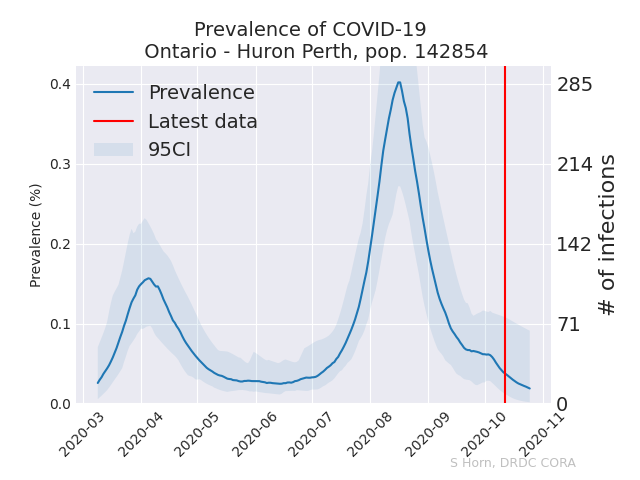 Prevalence of COVID-19
Ontario - Huron Perth, pop. 142854
Prevalence
Latest data
95CI
Prevalence (%)
0.4
0.3
0.2
0.1
0.0
285
214
142
71
0
# of infections
2020-03
2020-04
2020-05
2020-06
2020-07
2020-08
2020-09
2020-10
2020-11
S Horn, DRDC CORA